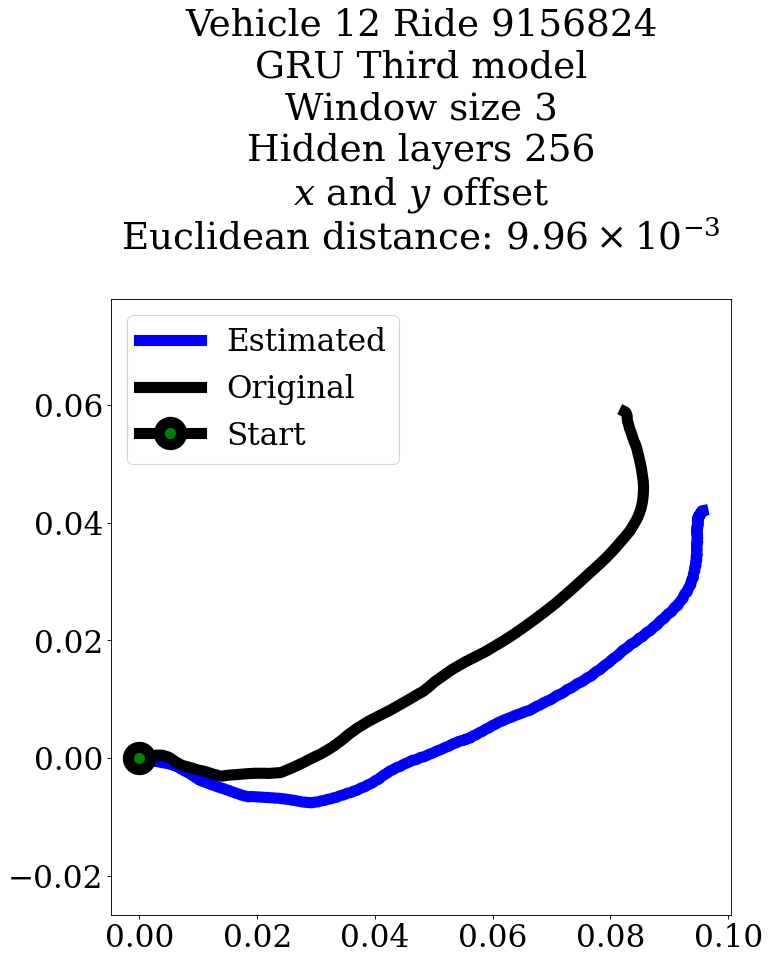 Vehicle 12 Ride 9156824
GRU Third model
Window size 3
Hidden layers 256
x and y offset
Euclidean distance: 9.96 × 10⁻³
Estimated
Original
Start
0.06
0.04
0.02
0.00
−0.02
0.00 0.02 0.04 0.06 0.08 0.10